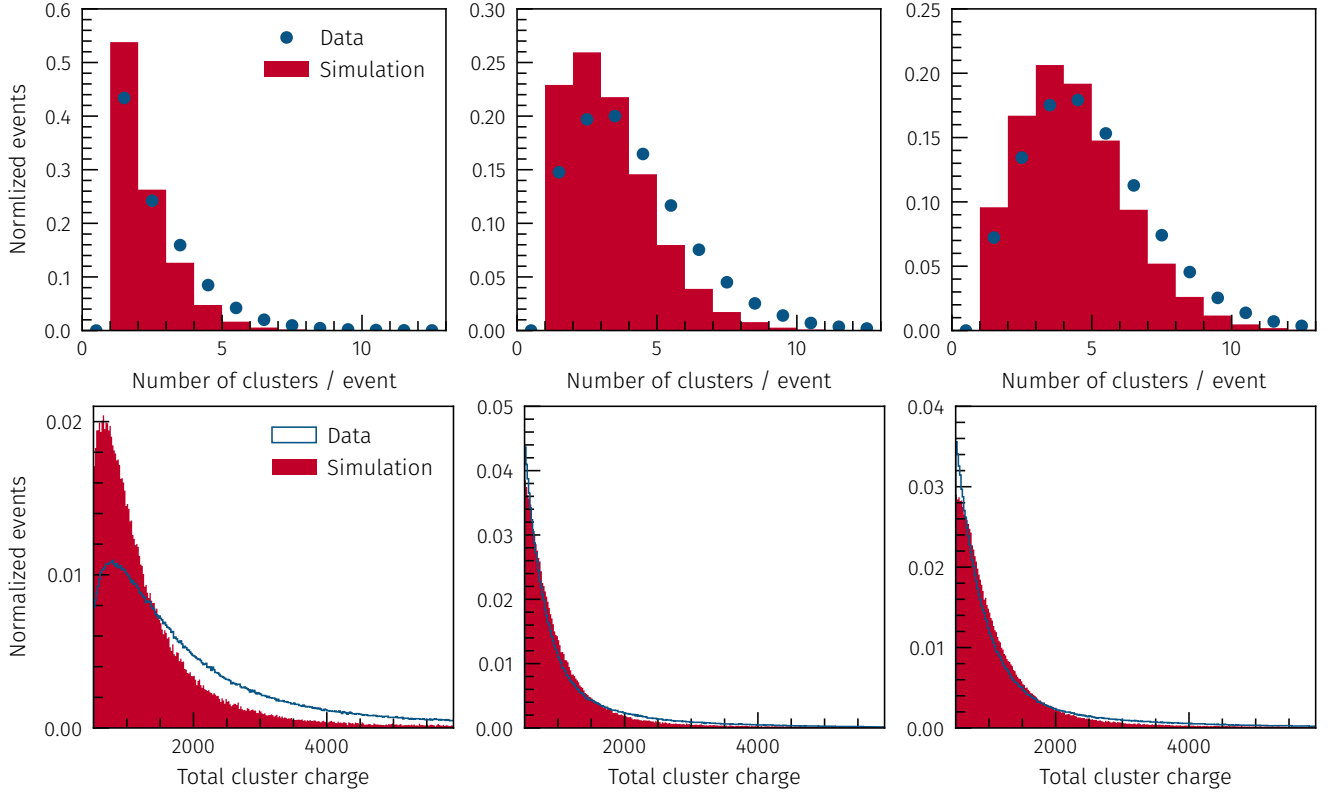 0.6
0.5
0.4
0.3
0.2
0.1
0.0
Normlized events
Data
Simulation
0 5 10
Number of clusters / event
0.30
0.25
0.20
0.15
0.10
0.05
0.00
0 5 10
Number of clusters / event
0.20
0.15
0.10
0.05
0.00
0 5 10
Number of clusters / event
0.02
0.01
0.00
Normalized events
Data
Simulation
2000 4000
Total cluster charge
0.05
0.04
0.03
0.02
0.01
0.00
2000 4000
Total cluster charge
0.04
0.03
0.02
0.01
0.00
2000 4000
Total cluster charge